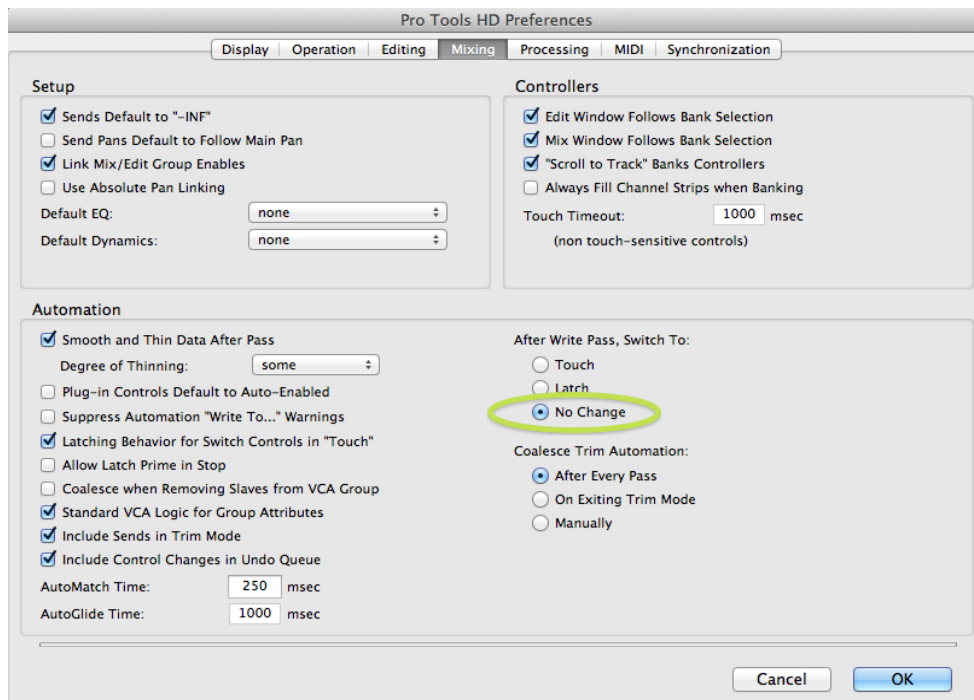 Pro Tools HD Preferences
Display Operation Editing Mixing Processing MIDI Synchronization
Setup
Sends Default to "-INF"
Send Pans Default to Follow Main Pan
Link Mix/Edit Group Enables
Use Absolute Pan Linking
Default EQ: none
Default Dynamics: none
Controllers
Edit Window Follows Bank Selection
Mix Window Follows Bank Selection
"Scroll to Track" Banks Controllers
Always Fill Channel Strips when Banking
Touch Timeout: 1000 msec
(non touch-sensitive controls)
Automation
Smooth and Thin Data After Pass
Degree of Thinning: some
Plug-in Controls Default to Auto-Enabled
Suppress Automation "Write To..." Warnings
Latching Behavior for Switch Controls in "Touch"
Allow Latch Prime in Stop
Coalesce when Removing Slaves from VCA Group
Standard VCA Logic for Group Attributes
Include Sends in Trim Mode
Include Control Changes in Undo Queue
AutoMatch Time: 250 msec
AutoGlide Time: 1000 msec
After Write Pass, Switch To:
Touch
Latch
No Change
Coalesce Trim Automation:
After Every Pass
On Exiting Trim Mode
Manually
Cancel OK